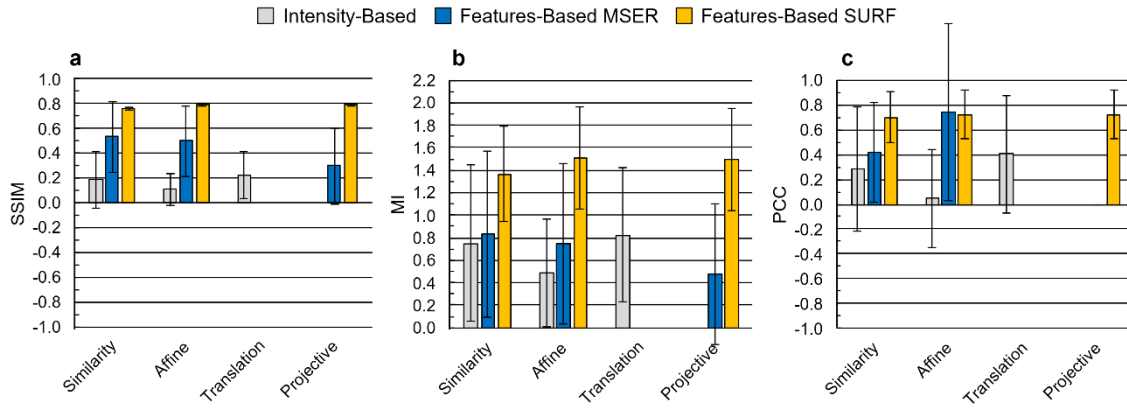 Intensity-Based Features-Based MSER Features-Based SURF
a
SSIM
1.0
0.8
0.6
0.4
0.2
0.0
-0.2
-0.4
-0.6
-0.8
-1.0
Similarity
Affine
Translation
Projective
b
MI
2.2
2.0
1.8
1.6
1.4
1.2
1.0
0.8
0.6
0.4
0.2
0.0
Similarity
Affine
Translation
Projective
c
PCC
1.0
0.8
0.6
0.4
0.2
0.0
-0.2
-0.4
-0.6
-0.8
-1.0
Similarity
Affine
Translation
Projective